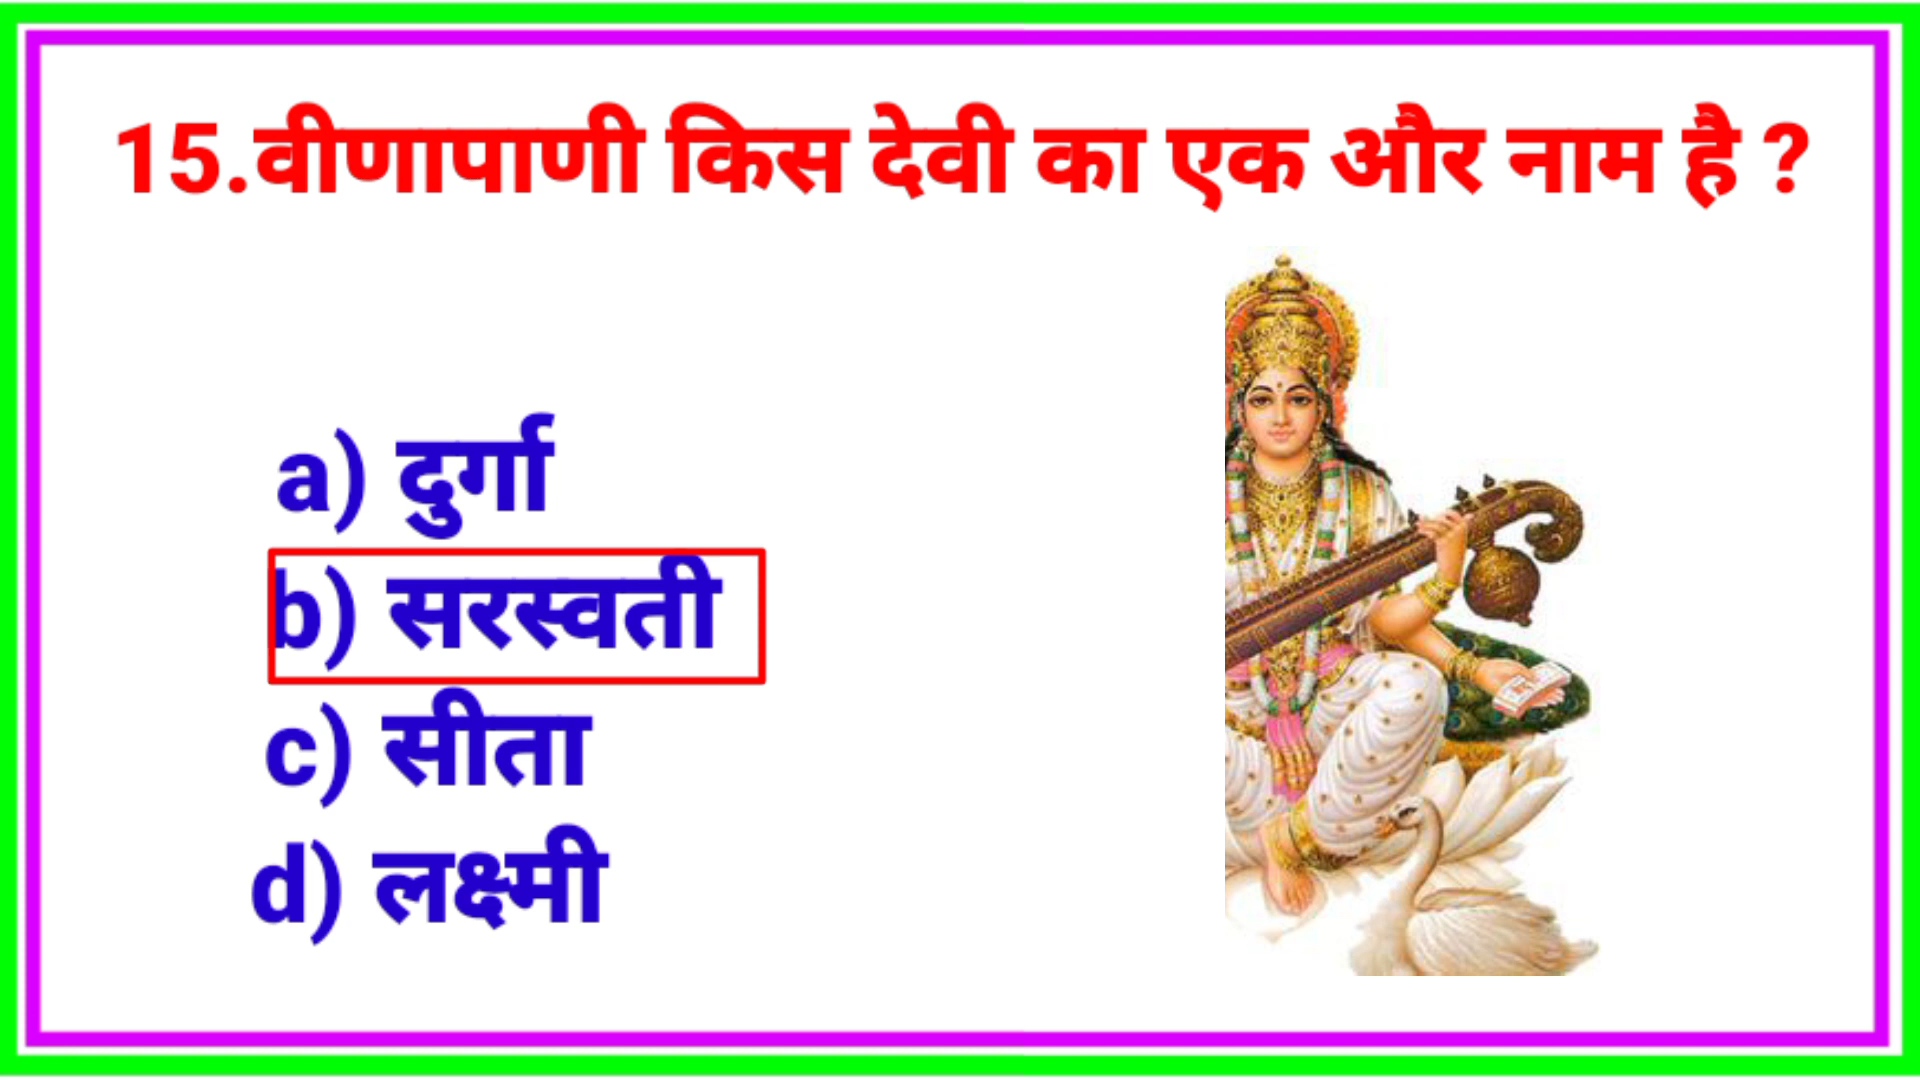 15.वीणापाणी किस देवी का एक और नाम है ?
a) दुर्गा
b) सरस्वती
c) सीता
d) लक्ष्मी